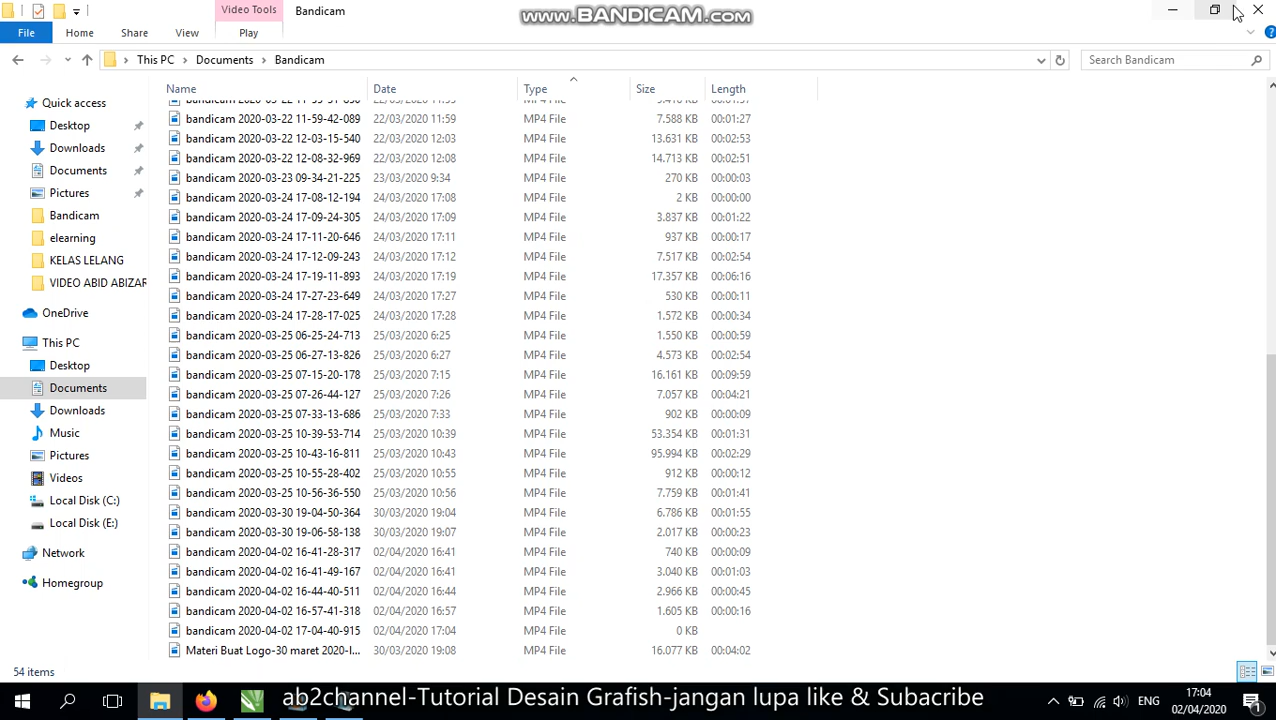 Video Tools
Bandicam
WWW.BANDICAM.COM
File
Home
Share
View
Play
This PC
Documents
Bandicam
Search Bandicam
Name
Date
Type
Size
Length
bandicam 2020-03-22 11-59-42-089 22/03/2020 11:59 MP4 File 7.588 KB 00:01:27
bandicam 2020-03-22 12-03-15-540 22/03/2020 12:03 MP4 File 13.631 KB 00:02:53
bandicam 2020-03-22 12-08-32-969 22/03/2020 12:08 MP4 File 14.713 KB 00:02:51
bandicam 2020-03-23 09-34-21-225 23/03/2020 9:34 MP4 File 270 KB 00:00:03
bandicam 2020-03-24 17-08-12-194 24/03/2020 17:08 MP4 File 2 KB 00:00:00
bandicam 2020-03-24 17-09-24-305 24/03/2020 17:09 MP4 File 3.837 KB 00:01:22
bandicam 2020-03-24 17-11-20-646 24/03/2020 17:11 MP4 File 937 KB 00:00:17
bandicam 2020-03-24 17-12-09-243 24/03/2020 17:12 MP4 File 7.517 KB 00:02:54
bandicam 2020-03-24 17-19-11-893 24/03/2020 17:19 MP4 File 17.357 KB 00:06:16
bandicam 2020-03-24 17-27-23-649 24/03/2020 17:27 MP4 File 530 KB 00:00:11
bandicam 2020-03-24 17-28-17-025 24/03/2020 17:28 MP4 File 1.572 KB 00:00:34
bandicam 2020-03-25 06-25-24-713 25/03/2020 6:25 MP4 File 1.550 KB 00:00:59
bandicam 2020-03-25 06-27-13-826 25/03/2020 6:27 MP4 File 4.573 KB 00:02:54
bandicam 2020-03-25 07-15-20-178 25/03/2020 7:15 MP4 File 16.161 KB 00:09:59
bandicam 2020-03-25 07-26-44-127 25/03/2020 7:26 MP4 File 7.057 KB 00:04:21
bandicam 2020-03-25 07-33-13-686 25/03/2020 7:33 MP4 File 902 KB 00:00:09
bandicam 2020-03-25 10-39-53-714 25/03/2020 10:39 MP4 File 53.354 KB 00:01:31
bandicam 2020-03-25 10-43-16-811 25/03/2020 10:43 MP4 File 95.994 KB 00:02:29
bandicam 2020-03-25 10-55-28-402 25/03/2020 10:55 MP4 File 912 KB 00:00:12
bandicam 2020-03-25 10-56-36-550 25/03/2020 10:56 MP4 File 7.759 KB 00:01:41
bandicam 2020-03-30 19-04-50-364 30/03/2020 19:04 MP4 File 6.786 KB 00:01:55
bandicam 2020-03-30 19-06-58-138 30/03/2020 19:07 MP4 File 2.017 KB 00:00:23
bandicam 2020-04-02 16-41-28-317 02/04/2020 16:41 MP4 File 740 KB 00:00:09
bandicam 2020-04-02 16-41-49-167 02/04/2020 16:41 MP4 File 3.040 KB 00:01:03
bandicam 2020-04-02 16-44-40-511 02/04/2020 16:44 MP4 File 2.966 KB 00:00:45
bandicam 2020-04-02 16-57-41-318 02/04/2020 16:57 MP4 File 1.605 KB 00:00:16
bandicam 2020-04-02 17-04-40-915 02/04/2020 17:04 MP4 File 0 KB
Materi Buat Logo-30 maret 2020-I... 30/03/2020 19:08 MP4 File 16.077 KB 00:04:02
Quick access
Desktop
Downloads
Documents
Pictures
Bandicam
elearning
KELAS LELANG
VIDEO ABID ABIZAR
OneDrive
This PC
Desktop
Documents
Downloads
Music
Pictures
Videos
Local Disk (C:)
Local Disk (E:)
Network
Homegroup
54 items
ab2channel-Tutorial Desain Grafish-jangan lupa like & Subacribe
ENG
17:04
02/04/2020
1